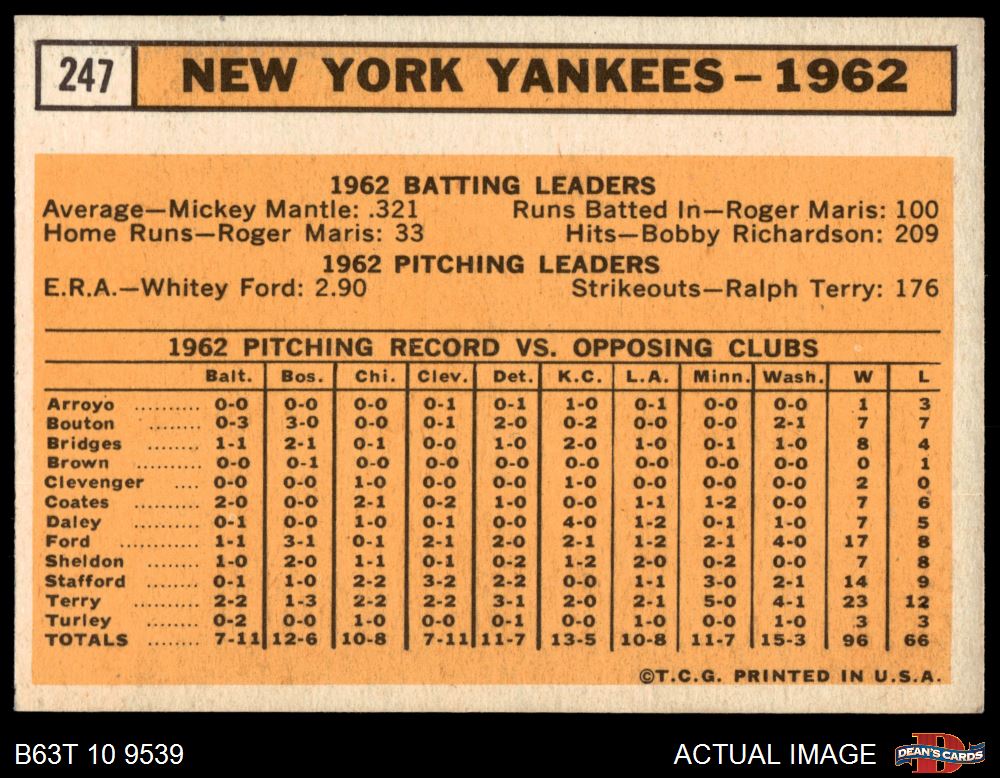 247 NEW YORK YANKEES – 1962
1962 BATTING LEADERS
Average—Mickey Mantle: .321 Runs Batted In—Roger Maris: 100
Home Runs—Roger Maris: 33 Hits—Bobby Richardson: 209
1962 PITCHING LEADERS
E.R.A.—Whitey Ford: 2.90 Strikeouts—Ralph Terry: 176
1962 PITCHING RECORD VS. OPPOSING CLUBS
Balt. Bos. Chi. Clev. Det. K.C. L.A. Minn. Wash. W L
Arroyo .......... 0-0 0-0 0-0 0-1 0-1 1-0 0-1 0-0 0-0 1 3
Bouton ........ 0-3 3-0 0-0 0-1 2-0 0-2 0-0 0-0 2-1 7 7
Bridges ........ 1-1 2-1 0-1 0-0 1-0 2-0 1-0 0-1 1-0 8 4
Brown .......... 0-0 0-1 0-0 0-0 0-0 0-0 0-0 0-0 0-0 0 1
Clevenger .... 0-0 0-0 1-0 0-0 0-0 1-0 0-0 0-0 0-0 2 0
Coates .......... 2-0 0-0 2-1 0-2 1-0 0-0 1-1 1-2 0-0 7 6
Daley .......... 0-1 0-0 1-0 0-1 0-0 4-0 1-2 0-1 1-0 7 5
Ford ............ 1-1 3-1 0-1 2-1 2-0 2-1 1-2 2-1 4-0 17 8
Sheldon ........ 1-0 2-0 1-1 0-1 0-2 1-2 2-0 0-2 0-0 7 8
Stafford ........ 0-1 1-0 2-2 3-2 2-2 0-0 1-1 3-0 2-1 14 9
Terry .......... 2-2 1-3 2-2 2-2 3-1 2-0 2-1 5-0 4-1 23 12
Turley .......... 0-2 0-0 1-0 0-0 0-1 0-0 1-0 0-0 1-0 3 3
TOTALS ........ 7-11 12-6 10-8 7-11 11-7 13-5 10-8 11-7 15-3 96 66
©T.C.G. PRINTED IN U.S.A.
B63T 10 9539 ACTUAL IMAGE DEAN'S CARDS